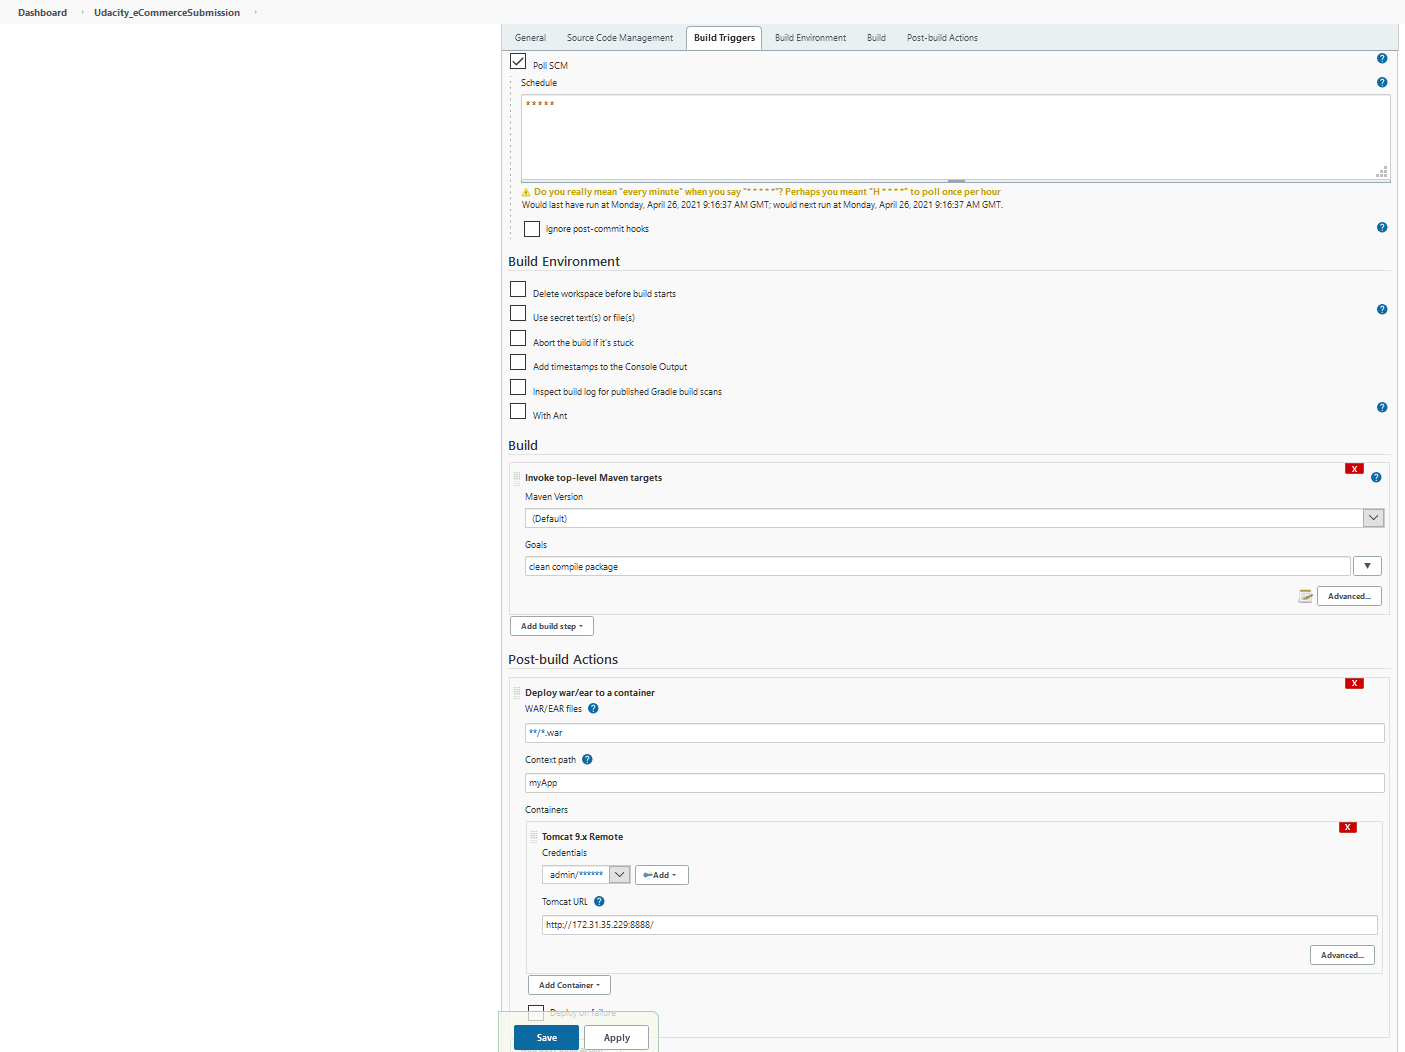 Dashboard › Udacity_eCommerceSubmission ›
General Source Code Management Build Triggers Build Environment Build Post-build Actions
Poll SCM
Schedule
* * * * *
Do you really mean "every minute" when you say "* * * * *"? Perhaps you meant "H * * * *" to poll once per hour
Would last have run at Monday, April 26, 2021 9:16:37 AM GMT; would next run at Monday, April 26, 2021 9:16:37 AM GMT.
Ignore post-commit hooks
Build Environment
Delete workspace before build starts
Use secret text(s) or file(s)
Abort the build if it's stuck
Add timestamps to the Console Output
Inspect build log for published Gradle build scans
With Ant
Build
X
Invoke top-level Maven targets
Maven Version
(Default)
Goals
clean compile package
Advanced...
Add build step
Post-build Actions
X
Deploy war/ear to a container
WAR/EAR files
**/*.war
Context path
myApp
Containers
X
Tomcat 9.x Remote
Credentials
admin/****** Add
Tomcat URL
http://172.31.35.229:8888/
Advanced...
Add Container
Deploy on failure
Save Apply